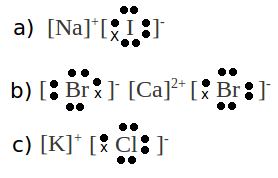 a) [Na]⁺[ₓ I ]⁻
b) [ Br ₓ ]⁻ [Ca]²⁺ [ ₓ Br ]⁻
c) [K]⁺ [ ₓ Cl ]⁻